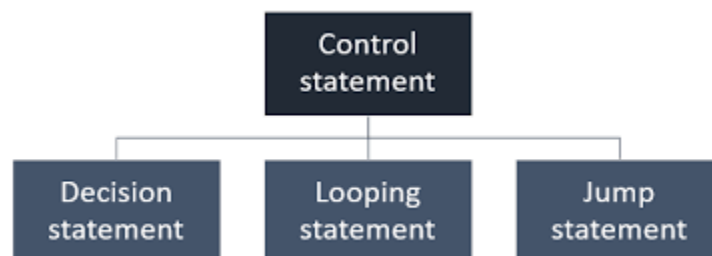 Control
statement
Decision
statement
Looping
statement
Jump
statement